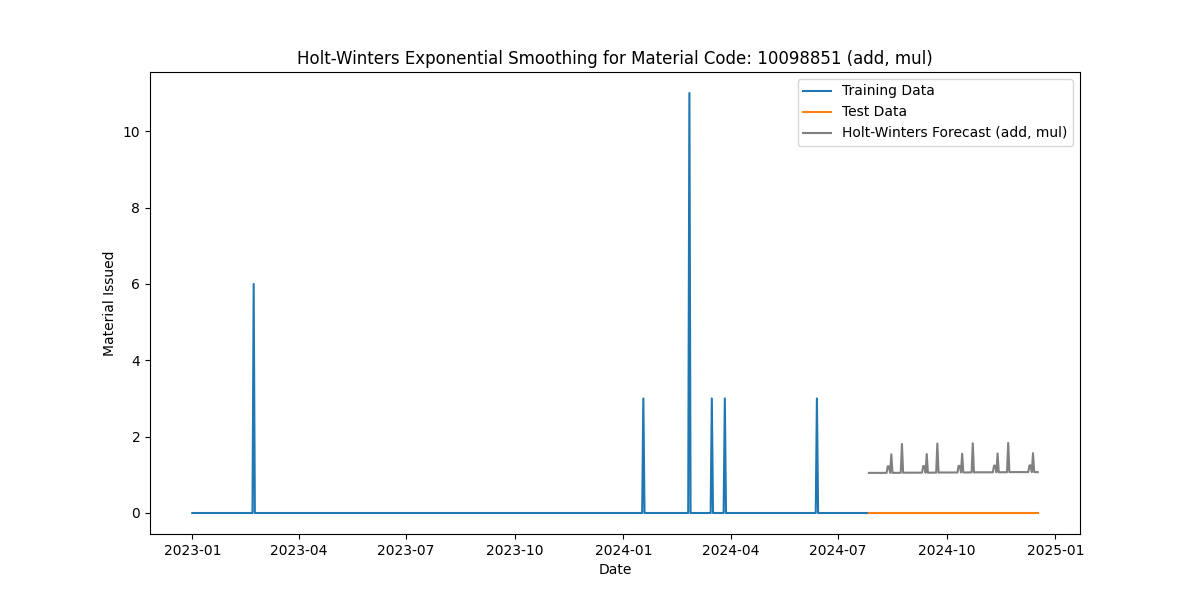 Holt-Winters Exponential Smoothing for Material Code: 10098851 (add, mul)
Training Data
Test Data
Holt-Winters Forecast (add, mul)
Material Issued
10
8
6
4
2
0
2023-01 2023-04 2023-07 2023-10 2024-01 2024-04 2024-07 2024-10 2025-01
Date